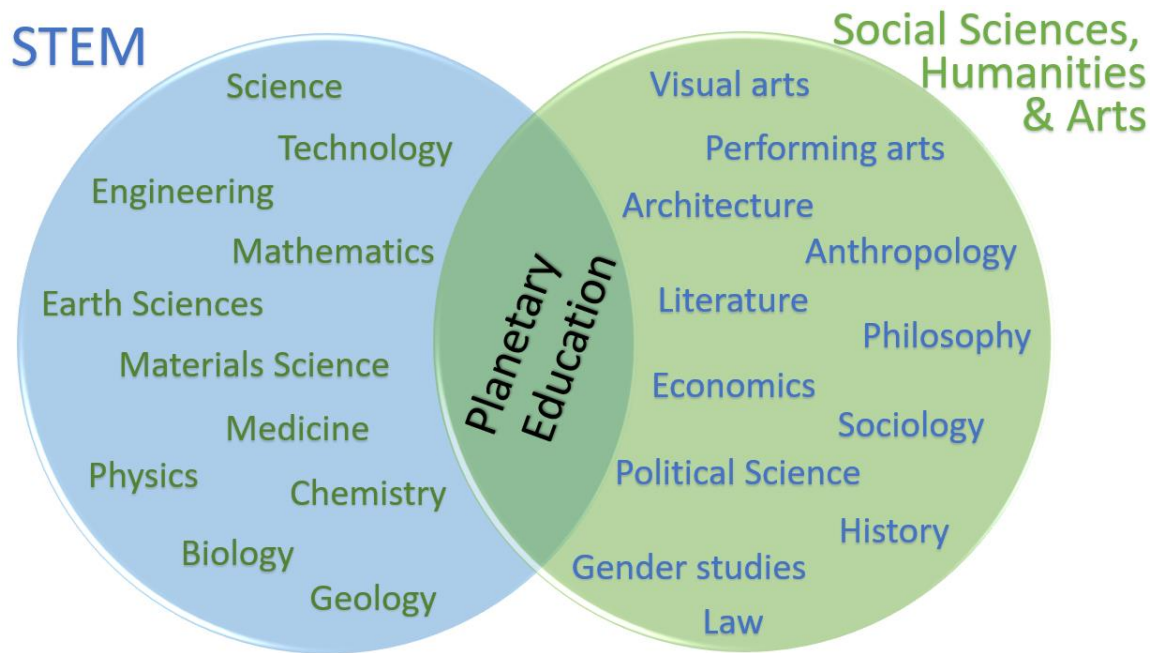 STEM
Science
Technology
Engineering
Mathematics
Earth Sciences
Materials Science
Medicine
Physics
Chemistry
Biology
Geology
Planetary
Education
Social Sciences,
Humanities
& Arts
Visual arts
Performing arts
Architecture
Anthropology
Literature
Philosophy
Economics
Sociology
Political Science
History
Gender studies
Law